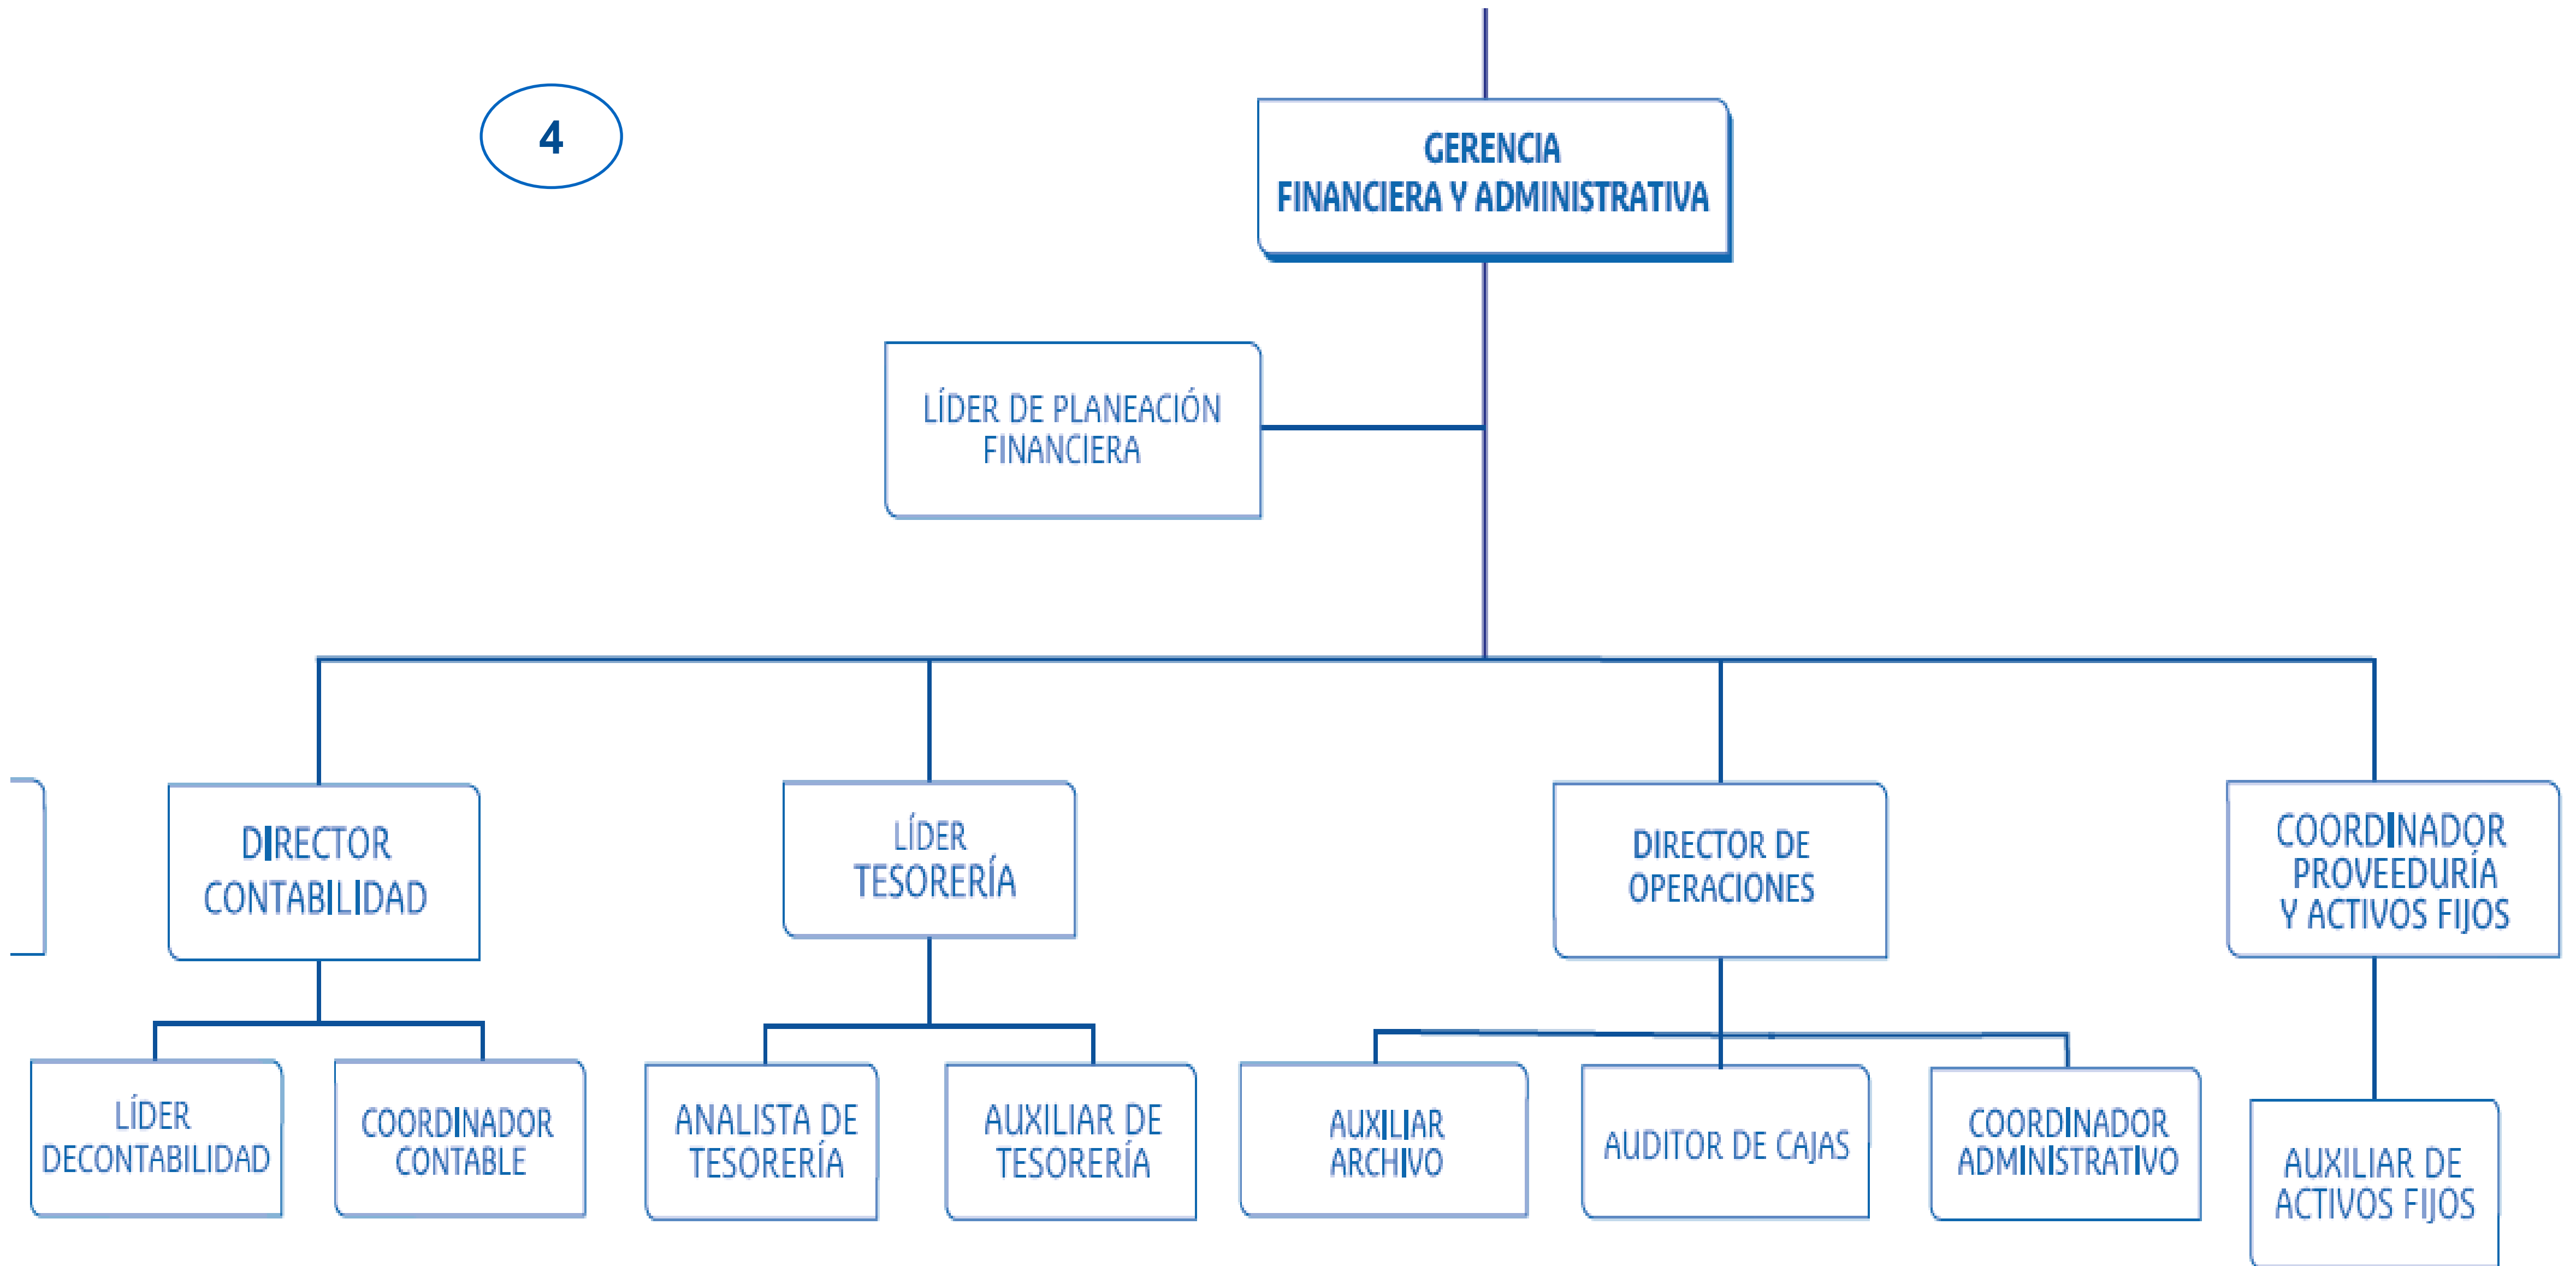 4
GERENCIA
FINANCIERA Y ADMINISTRATIVA
LÍDER DE PLANEACIÓN
FINANCIERA
DIRECTOR
CONTABILIDAD
LÍDER
TESORERÍA
DIRECTOR DE
OPERACIONES
COORDINADOR
PROVEEDURÍA
Y ACTIVOS FIJOS
LÍDER
DECONTABILIDAD
COORDINADOR
CONTABLE
ANALISTA DE
TESORERÍA
AUXILIAR DE
TESORERÍA
AUXILIAR
ARCHIVO
AUDITOR DE CAJAS
COORDINADOR
ADMINISTRATIVO
AUXILIAR DE
ACTIVOS FIJOS